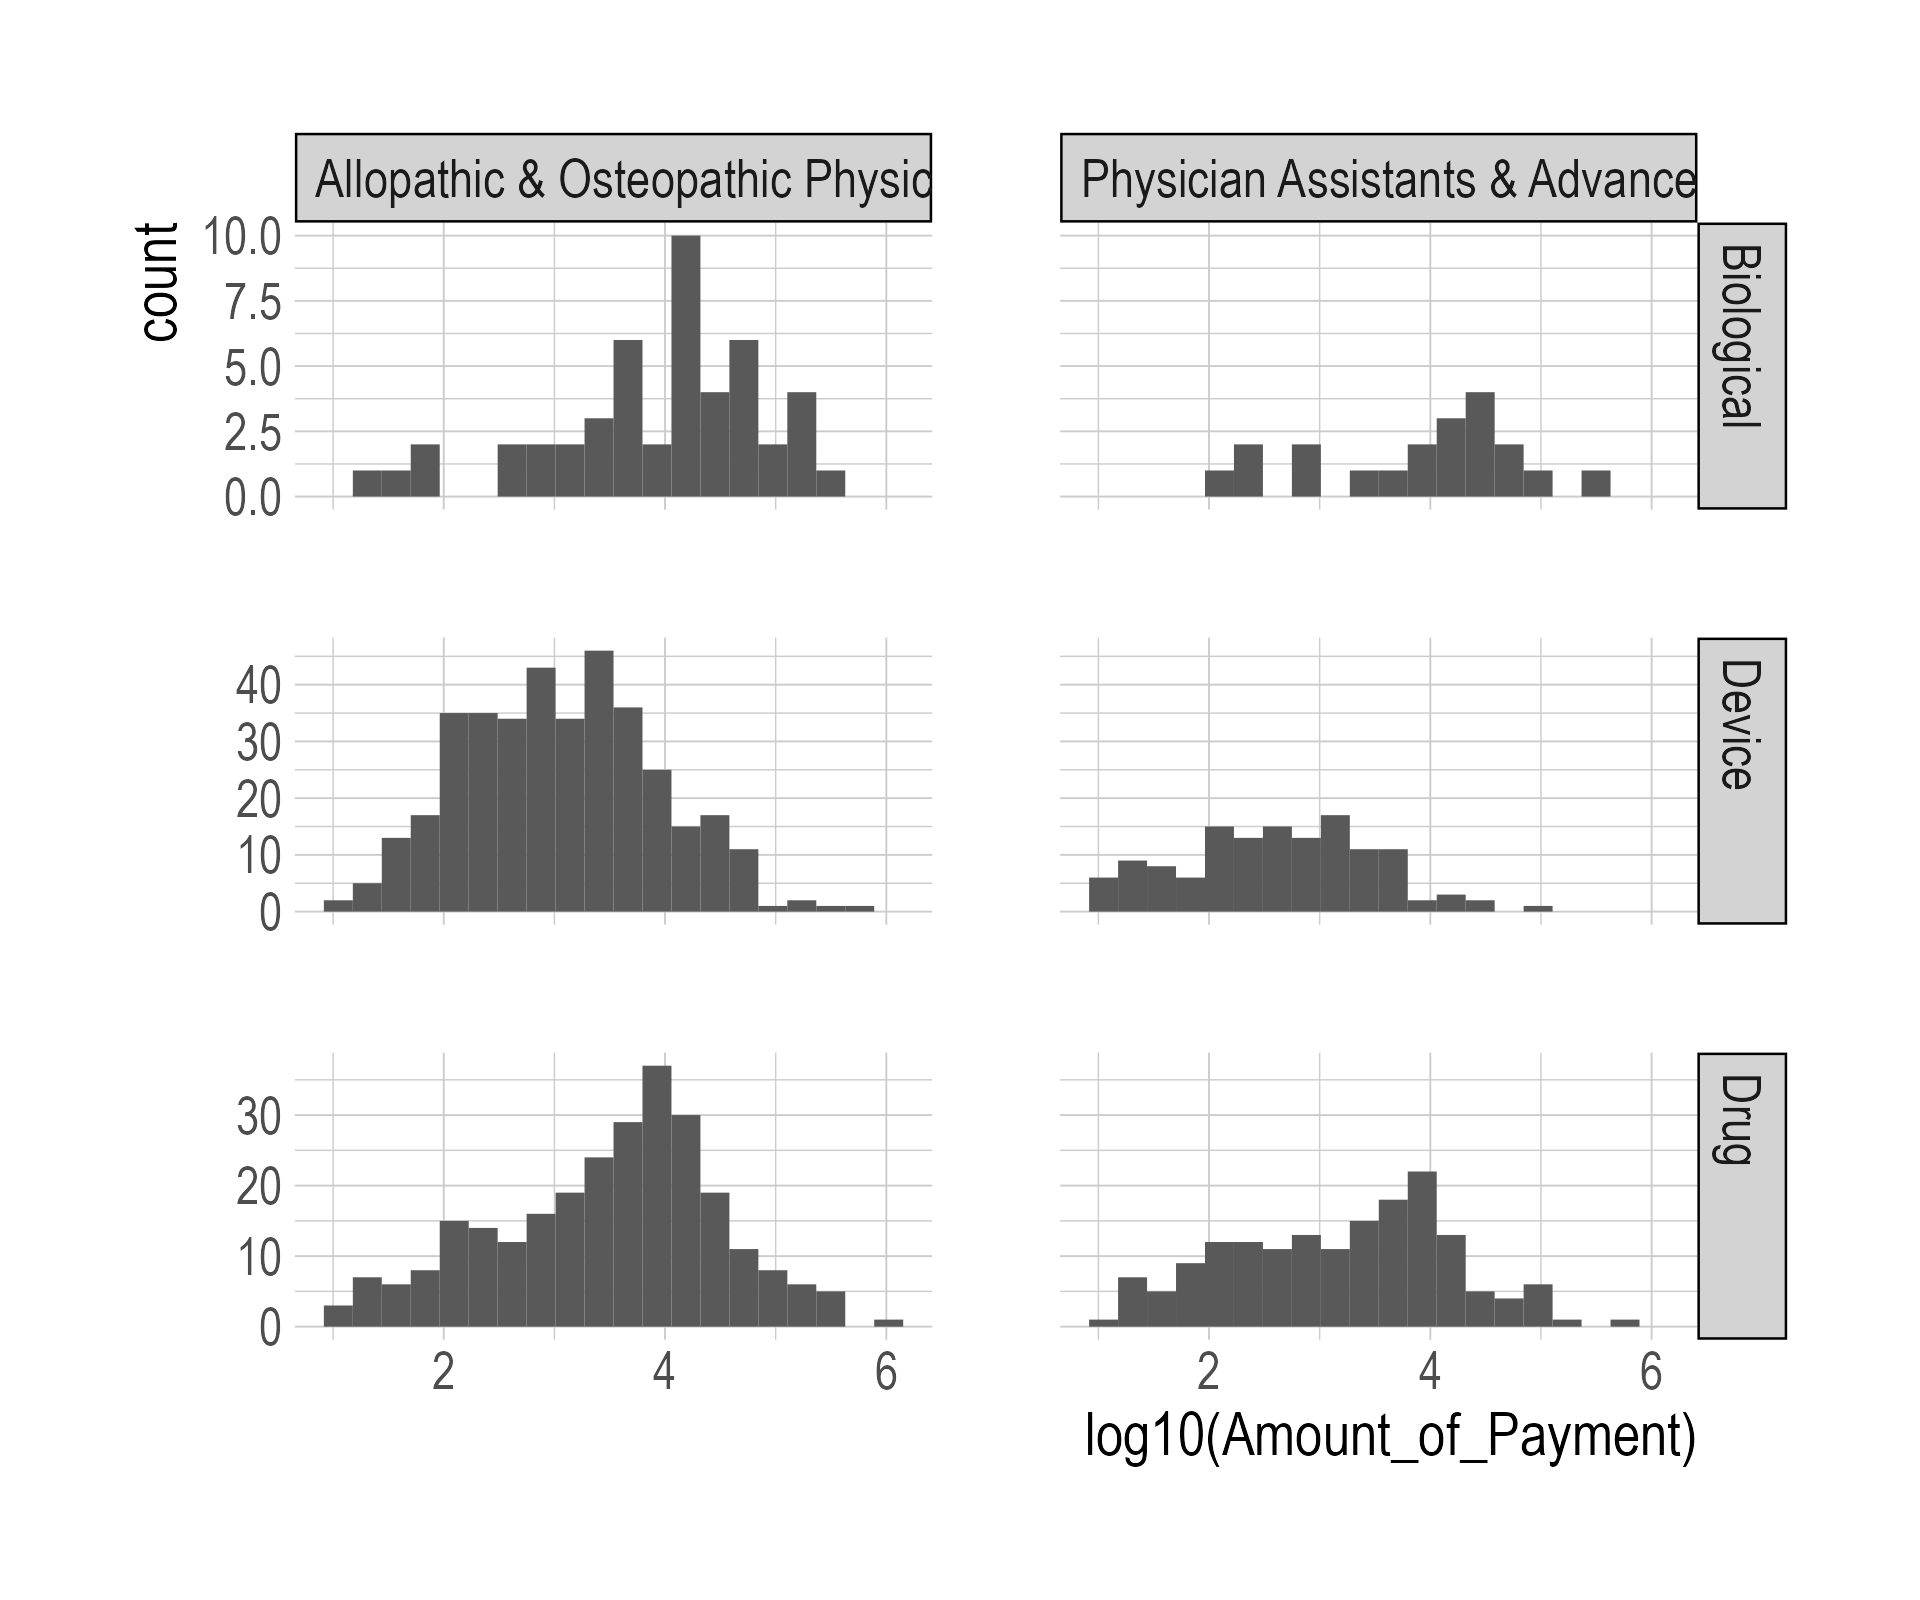 Allopathic & Osteopathic Physic
Physician Assistants & Advance
count
10.0
7.5
5.0
2.5
0.0
Biological
40
30
20
10
0
Device
30
20
10
0
Drug
2 4 6
2 4 6
log10(Amount_of_Payment)